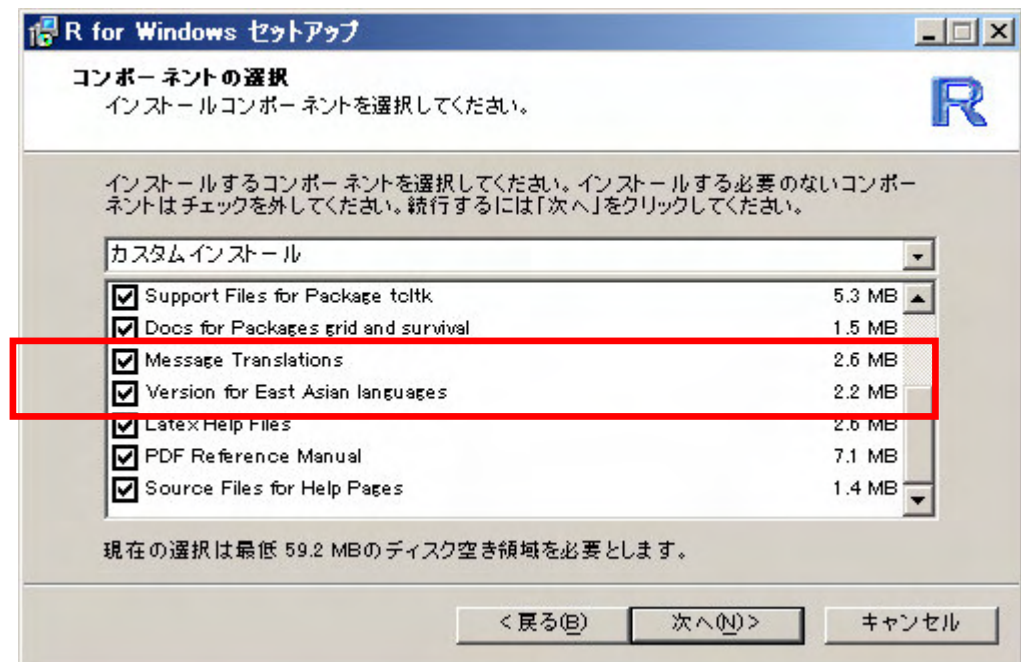 R for Windows セットアップ
コンポーネントの選択
インストールコンポーネントを選択してください。
R
インストールするコンポーネントを選択してください。インストールする必要のないコンポー
ネントはチェックを外してください。続行するには「次へ」をクリックしてください。
カスタムインストール
Support Files for Package tcltk 5.3 MB
Docs for Packages grid and survival 1.5 MB
Message Translations 2.6 MB
Version for East Asian languages 2.2 MB
Latex Help Files 2.6 MB
PDF Reference Manual 7.1 MB
Source Files for Help Pages 1.4 MB
現在の選択は最低 59.2 MBのディスク空き領域を必要とします。
<戻る(B) 次へ(N)> キャンセル